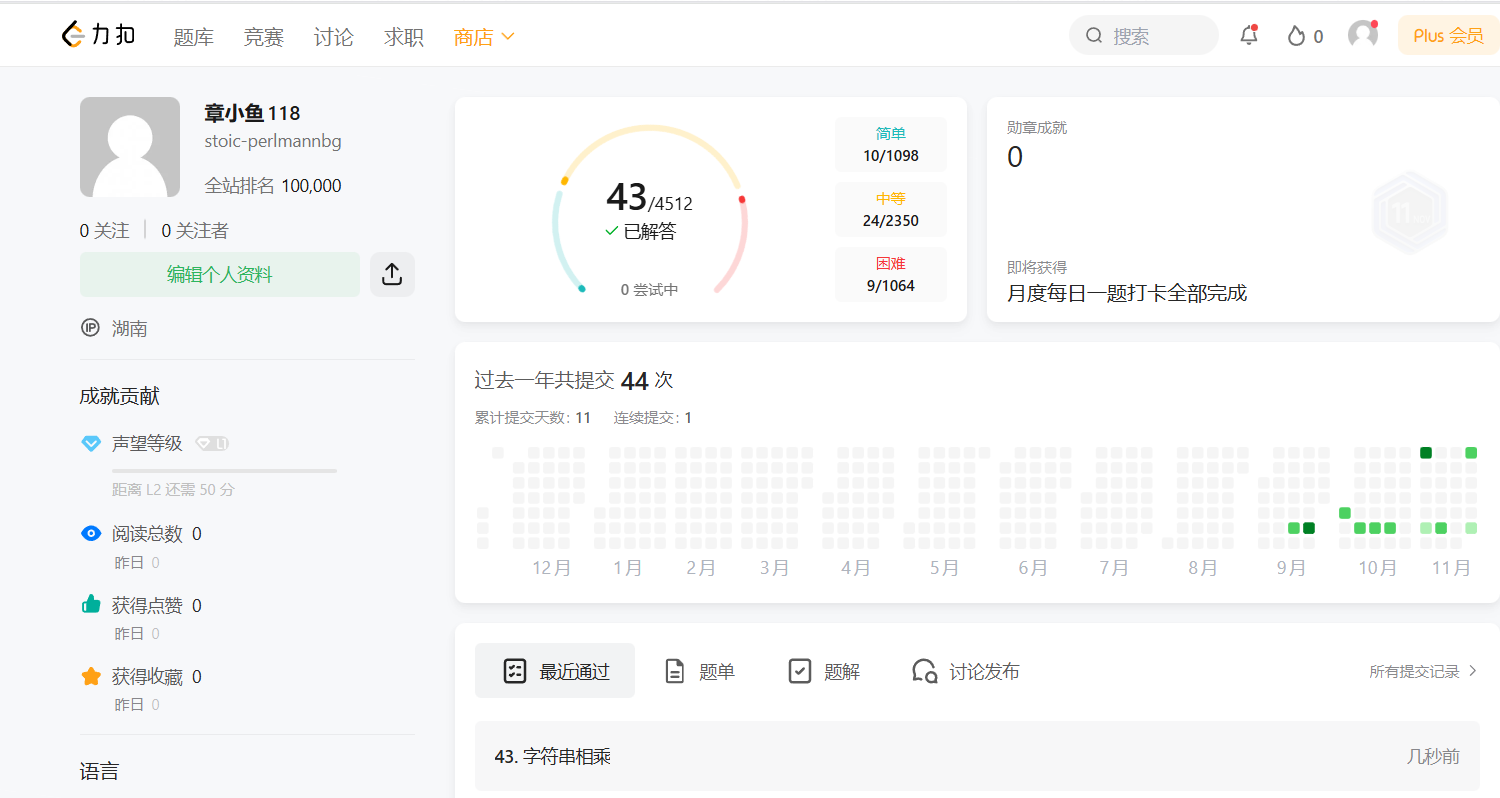 力扣 题库 竞赛 讨论 求职 商店 搜索 0 Plus 会员
章小鱼118
stoic-perlmannbg
全站排名 100,000
0 关注 0 关注者
编辑个人资料
IP 湖南
成就贡献
声望等级 L1
距离 L2 还需 50 分
阅读总数 0
昨日 0
获得点赞 0
昨日 0
获得收藏 0
昨日 0
语言
43/4512
已解答
0 尝试中
简单
10/1098
中等
24/2350
困难
9/1064
勋章成就
0
11
即将获得
月度每日一题打卡全部完成
过去一年共提交 44 次
累计提交天数: 11 连续提交: 1
12月 1月 2月 3月 4月 5月 6月 7月 8月 9月 10月 11月
最近通过 题单 题解 讨论发布 所有提交记录
43. 字符串相乘 几秒前